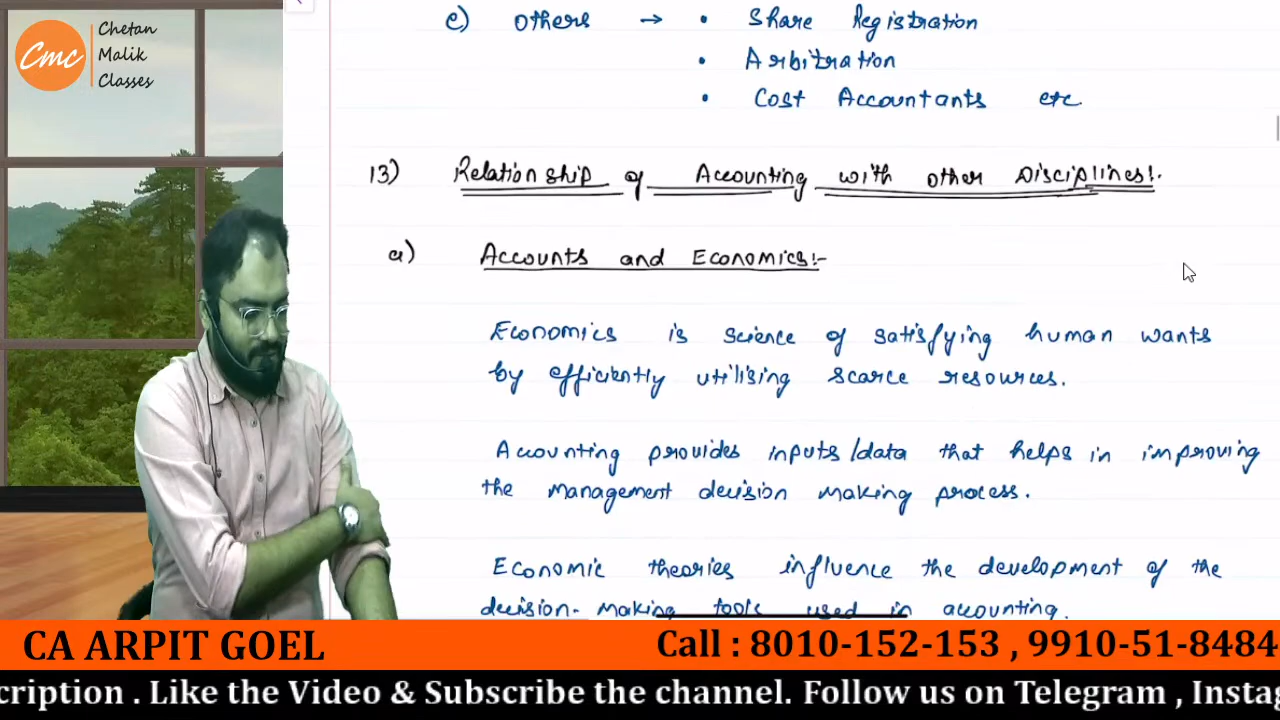 Cmc
Chetan
Malik
Classes
e) Others → • Share Registration
• Arbitration
• Cost Accountants etc
13) Relationship of Accounting with other Disciplines:-
a) Accounts and Economics:-
Economics is science of satisfying human wants
by efficiently utilising scarce resources.
Accounting provides inputs/data that helps in improving
the management decision making process.
Economic theories influence the development of the
decision-making tools used in accounting.
CA ARPIT GOEL
Call : 8010-152-153 , 9910-51-8484
cription . Like the Video & Subscribe the channel. Follow us on Telegram , Insta